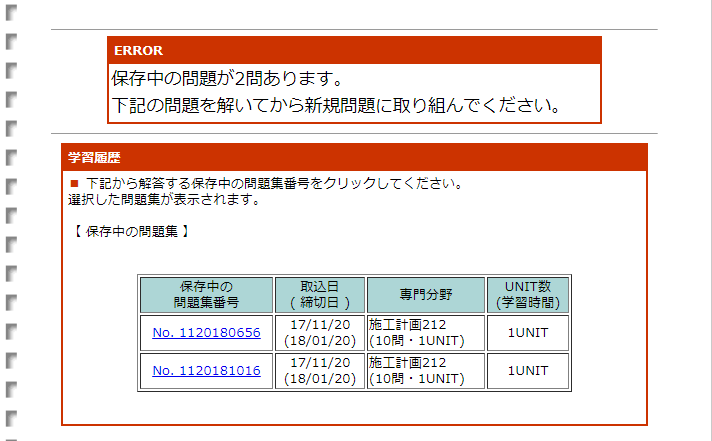 ERROR
保存中の問題が2問あります。
下記の問題を解いてから新規問題に取り組んでください。
学習履歴
■ 下記から解答する保存中の問題集番号をクリックしてください。
選択した問題集が表示されます。
【 保存中の問題集 】
保存中の
問題集番号
取込日
( 締切日 )
専門分野
UNIT数
(学習時間)
No. 1120180656
17/11/20
(18/01/20)
施工計画212
(10問・1UNIT)
1UNIT
No. 1120181016
17/11/20
(18/01/20)
施工計画212
(10問・1UNIT)
1UNIT